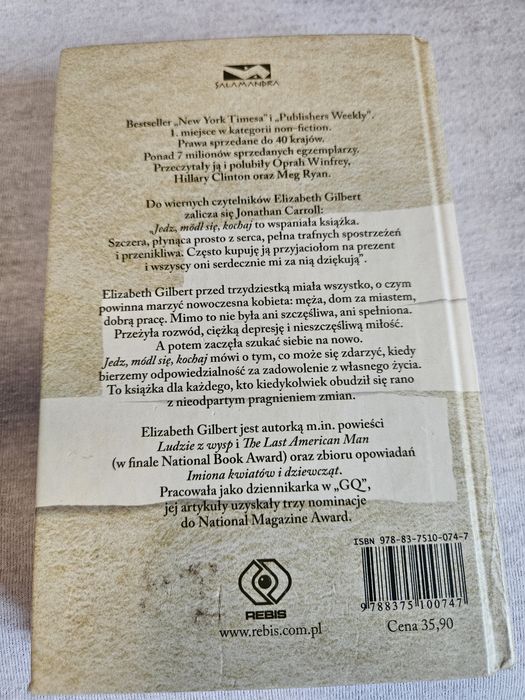 SALAMANDRA
Bestseller „New York Timesa” i „Publishers Weekly”.
1. miejsce w kategorii non-fiction.
Prawa sprzedane do 40 krajów.
Ponad 7 milionów sprzedanych egzemplarzy.
Przeczytały ją i polubiły Oprah Winfrey,
Hillary Clinton oraz Meg Ryan.
Do wiernych czytelników Elizabeth Gilbert
zalicza się Jonathan Carroll:
„Jedz, módl się, kochaj to wspaniała książka.
Szczera, płynąca prosto z serca, pełna trafnych spostrzeżeń
i przenikliwa. Często kupuję ją przyjaciołom na prezent
i wszyscy oni serdecznie mi za nią dziękują”.
Elizabeth Gilbert przed trzydziestką miała wszystko, o czym
powinna marzyć nowoczesna kobieta: męża, dom za miastem,
dobrą pracę. Mimo to nie była ani szczęśliwa, ani spełniona.
Przeżyła rozwód, ciężką depresję i nieszczęśliwą miłość.
A potem zaczęła szukać siebie na nowo.
Jedz, módl się, kochaj mówi o tym, co może się zdarzyć, kiedy
bierzemy odpowiedzialność za zadowolenie z własnego życia.
To książka dla każdego, kto kiedykolwiek obudził się rano
z nieodpartym pragnieniem zmian.
Elizabeth Gilbert jest autorką m.in. powieści
Ludzie z wysp i The Last American Man
(w finale National Book Award) oraz zbioru opowiadań
Imiona kwiatów i dziewcząt.
Pracowała jako dziennikarka w „GQ”,
jej artykuły uzyskały trzy nominacje
do National Magazine Award.
ISBN 978-83-7510-074-7
9 788375 100747
REBIS
www.rebis.com.pl
Cena 35,90